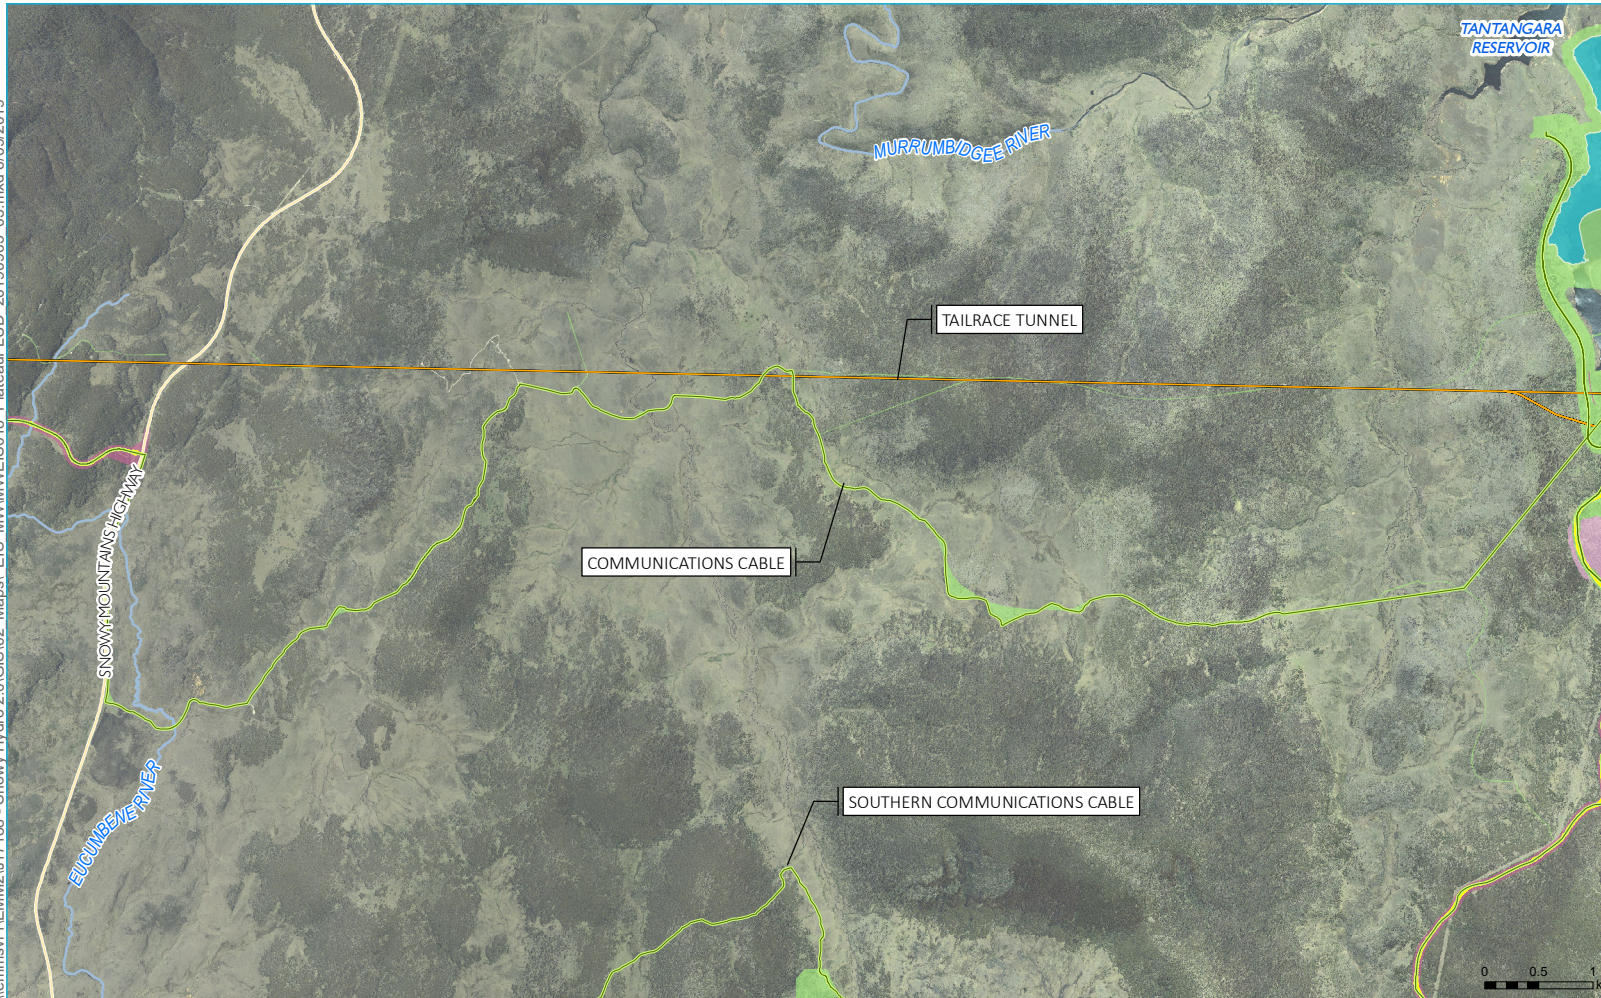 TANTANGARA
RESERVOIR
MURRUMBIDGEE RIVER
TAILRACE TUNNEL
SNOWY MOUNTAINS HIGHWAY
COMMUNICATIONS CABLE
EUCUMBENE RIVER
SOUTHERN COMMUNICATIONS CABLE
0 0.5 1